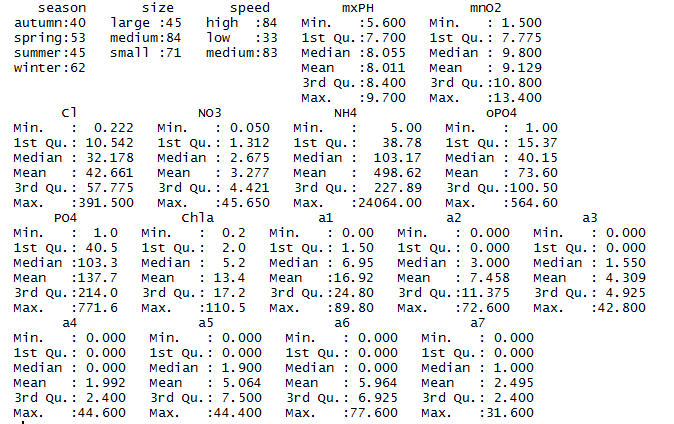 season size speed mxPH mnO2
autumn:40 large :45 high :84 Min. :5.600 Min. : 1.500
spring:53 medium:84 low :33 1st Qu.:7.700 1st Qu.: 7.775
summer:45 small :71 medium:83 Median :8.055 Median : 9.800
winter:62 Mean :8.011 Mean : 9.129
3rd Qu.:8.400 3rd Qu.:10.800
Max. :9.700 Max. :13.400
Cl NO3 NH4 oPO4
Min. : 0.222 Min. : 0.050 Min. : 5.00 Min. : 1.00
1st Qu.: 10.542 1st Qu.: 1.312 1st Qu.: 38.78 1st Qu.: 15.37
Median : 32.178 Median : 2.675 Median : 103.17 Median : 40.15
Mean : 42.661 Mean : 3.277 Mean : 498.62 Mean : 73.60
3rd Qu.: 57.775 3rd Qu.: 4.421 3rd Qu.: 227.89 3rd Qu.:100.50
Max. :391.500 Max. :45.650 Max. :24064.00 Max. :564.60
PO4 Chla a1 a2 a3
Min. : 1.0 Min. : 0.2 Min. : 0.00 Min. : 0.000 Min. : 0.000
1st Qu.: 40.5 1st Qu.: 2.0 1st Qu.: 1.50 1st Qu.: 0.000 1st Qu.: 0.000
Median :103.3 Median : 5.2 Median : 6.95 Median : 3.000 Median : 1.550
Mean :137.7 Mean : 13.4 Mean :16.92 Mean : 7.458 Mean : 4.309
3rd Qu.:214.0 3rd Qu.: 17.2 3rd Qu.:24.80 3rd Qu.:11.375 3rd Qu.: 4.925
Max. :771.6 Max. :110.5 Max. :89.80 Max. :72.600 Max. :42.800
a4 a5 a6 a7
Min. : 0.000 Min. : 0.000 Min. : 0.000 Min. : 0.000
1st Qu.: 0.000 1st Qu.: 0.000 1st Qu.: 0.000 1st Qu.: 0.000
Median : 0.000 Median : 1.900 Median : 0.000 Median : 1.000
Mean : 1.992 Mean : 5.064 Mean : 5.964 Mean : 2.495
3rd Qu.: 2.400 3rd Qu.: 7.500 3rd Qu.: 6.925 3rd Qu.: 2.400
Max. :44.600 Max. :44.400 Max. :77.600 Max. :31.600